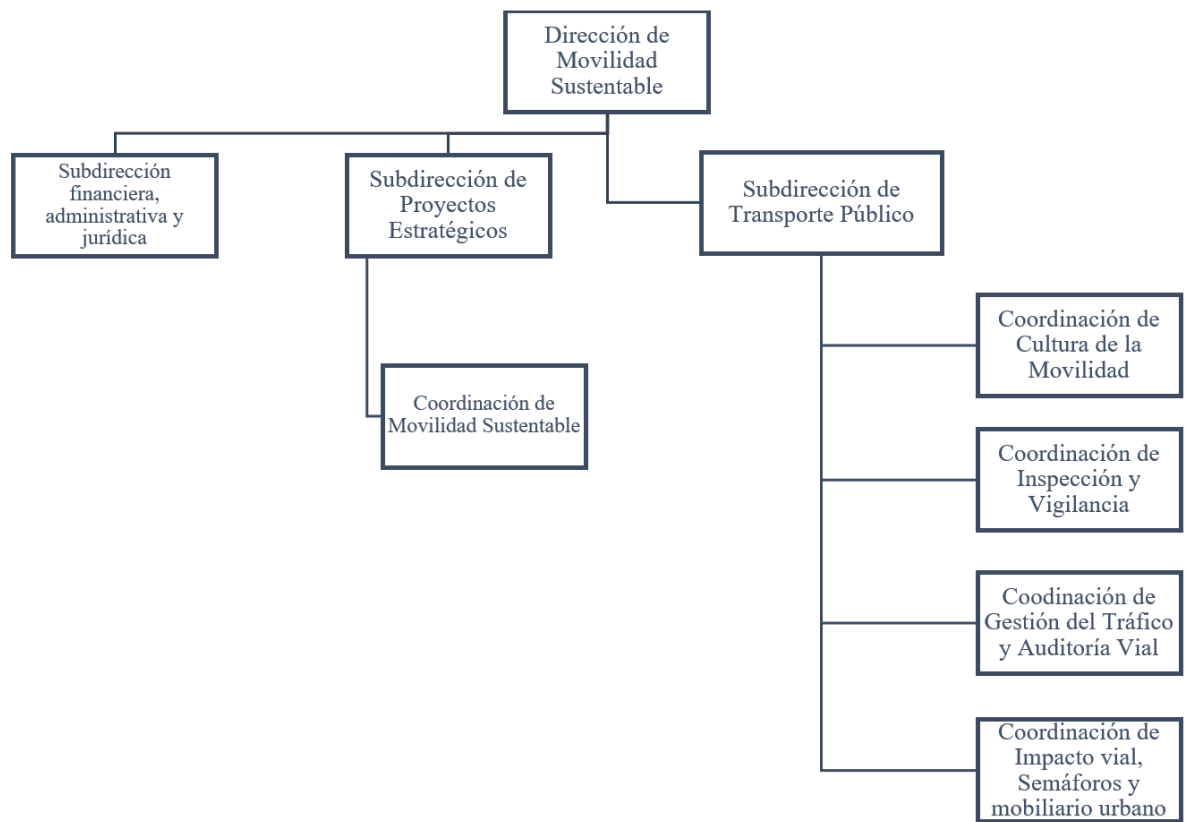 Dirección de
Movilidad
Sustentable
Subdirección
financiera,
administrativa y
jurídica
Subdirección de
Proyectos
Estratégicos
Subdirección de
Transporte Público
Coordinación de
Movilidad Sustentable
Coordinación de
Cultura de la
Movilidad
Coordinación de
Inspección y
Vigilancia
Coodinación de
Gestión del Tráfico
y Auditoría Vial
Coordinación de
Impacto vial,
Semáforos y
mobiliario urbano